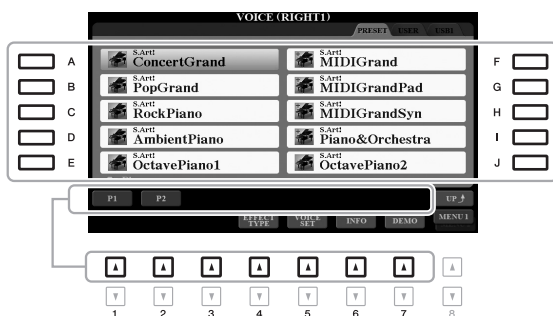 VOICE (RIGHT1)
PRESET USER USB1
A S.Art! ConcertGrand S.Art! MIDIGrand F
B S.Art! PopGrand S.Art! MIDIGrandPad G
C S.Art! RockPiano S.Art! MIDIGrandSyn H
D S.Art! AmbientPiano S.Art! Piano&Orchestra I
E S.Art! OctavePiano1 S.Art! OctavePiano2 J
P1 P2 UP
EFFECT TYPE VOICE SET INFO DEMO MENU 1
1 2 3 4 5 6 7 8